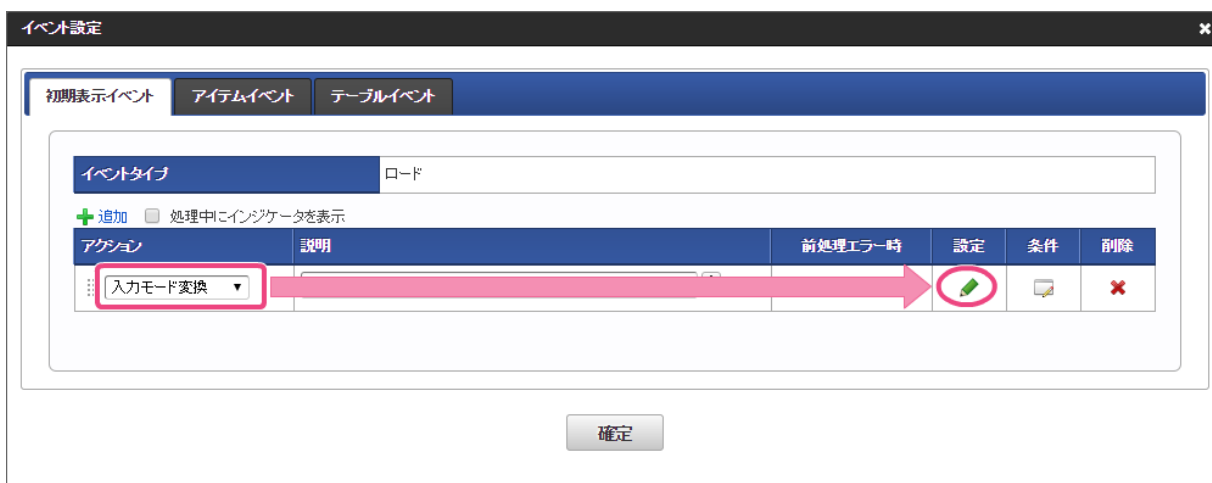 イベント設定
初期表示イベント アイテムイベント テーブルイベント
イベントタイプ ロード
追加 処理中にインジケータを表示
アクション 説明 前処理エラー時 設定 条件 削除
入力モード変換
確定